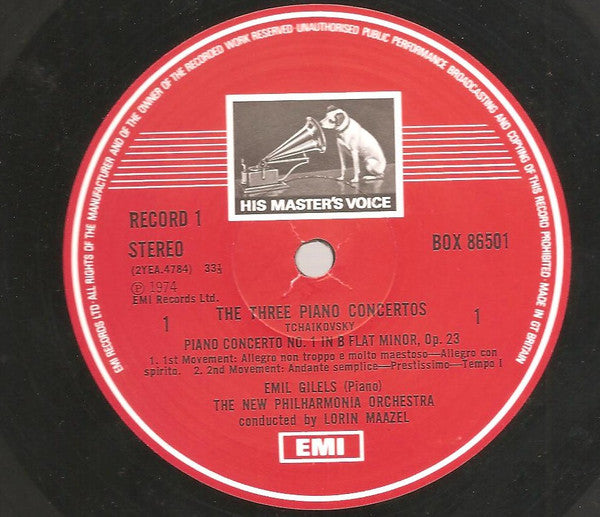 EMI RECORDS LTD·ALL RIGHTS OF THE MANUFACTURER AND OF THE OWNER OF THE RECORDED WORK RESERVED·UNAUTHORISED PUBLIC PERFORMANCE BROADCASTING AND COPYING OF THIS RECORD PROHIBITED MADE IN GT BRITAIN
HIS MASTER'S VOICE
RECORD 1
STEREO
BOX 86501
(2YEA.4784) 33⅓
Ⓟ 1974
EMI Records Ltd.
THE THREE PIANO CONCERTOS
1 TCHAIKOVSKY 1
PIANO CONCERTO NO. 1 IN B FLAT MINOR, Op. 23
1. 1st Movement: Allegro non troppo e molto maestoso—Allegro con
spirito. 2. 2nd Movement: Andante semplice—Prestissimo—Tempo I
EMIL GILELS (Piano)
THE NEW PHILHARMONIA ORCHESTRA
conducted by LORIN MAAZEL
EMI